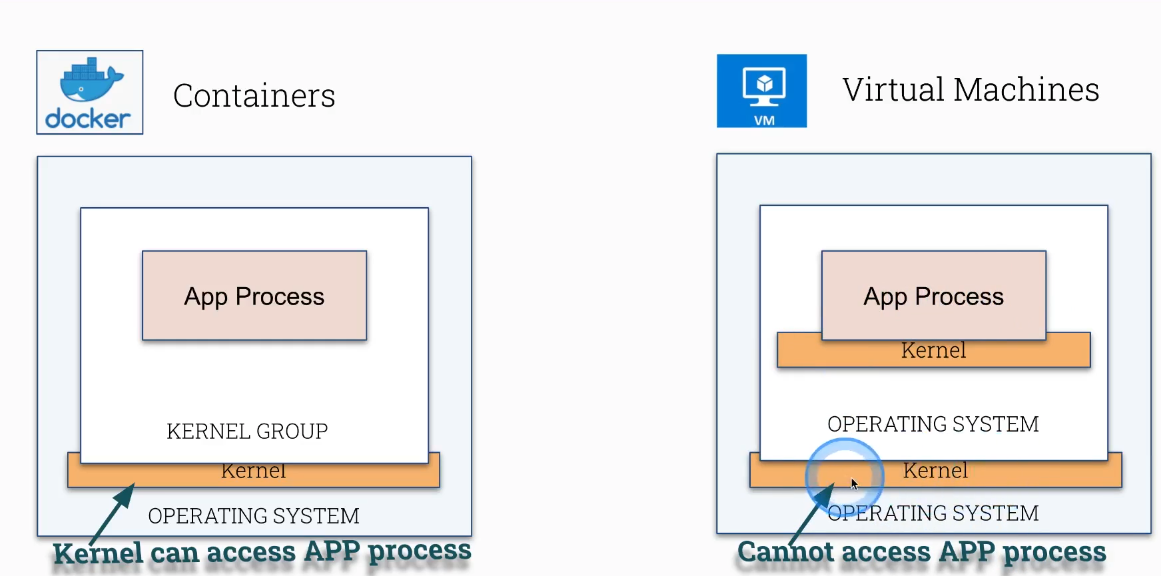 docker
Containers
App Process
KERNEL GROUP
Kernel
OPERATING SYSTEM
Kernel can access APP process
VM
Virtual Machines
App Process
Kernel
OPERATING SYSTEM
Kernel
OPERATING SYSTEM
Cannot access APP process